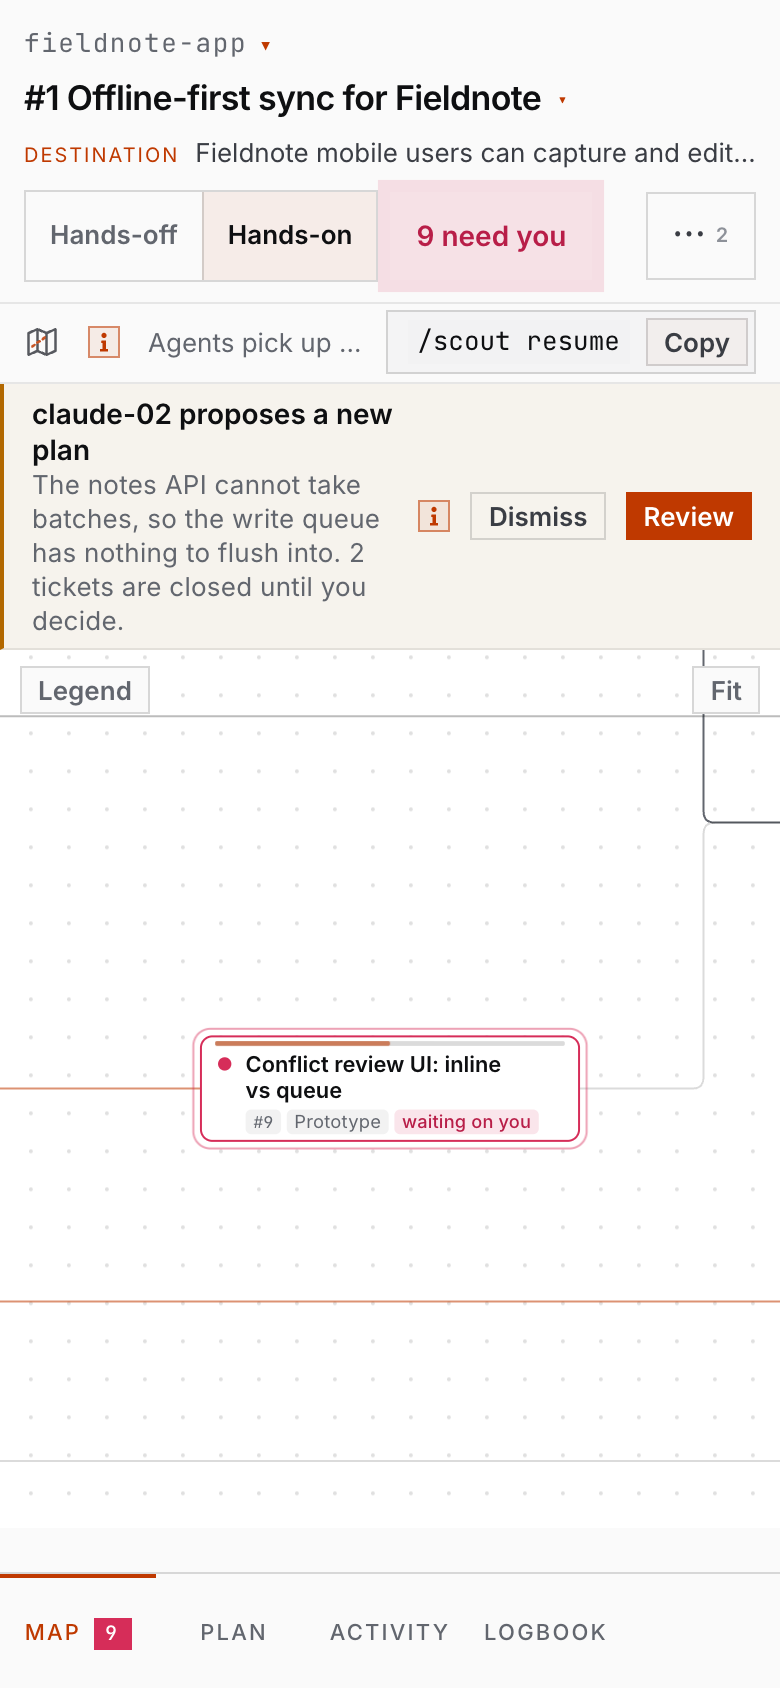 fieldnote-app ▾
#1 Offline-first sync for Fieldnote ▾
DESTINATION Fieldnote mobile users can capture and edit...
Hands-off Hands-on 9 need you ··· 2
i Agents pick up ... /scout resume Copy
claude-02 proposes a new
plan
The notes API cannot take
batches, so the write queue
has nothing to flush into. 2
tickets are closed until you
decide.
i Dismiss Review
Legend Fit
Conflict review UI: inline
vs queue
#9 Prototype waiting on you
MAP 9 PLAN ACTIVITY LOGBOOK